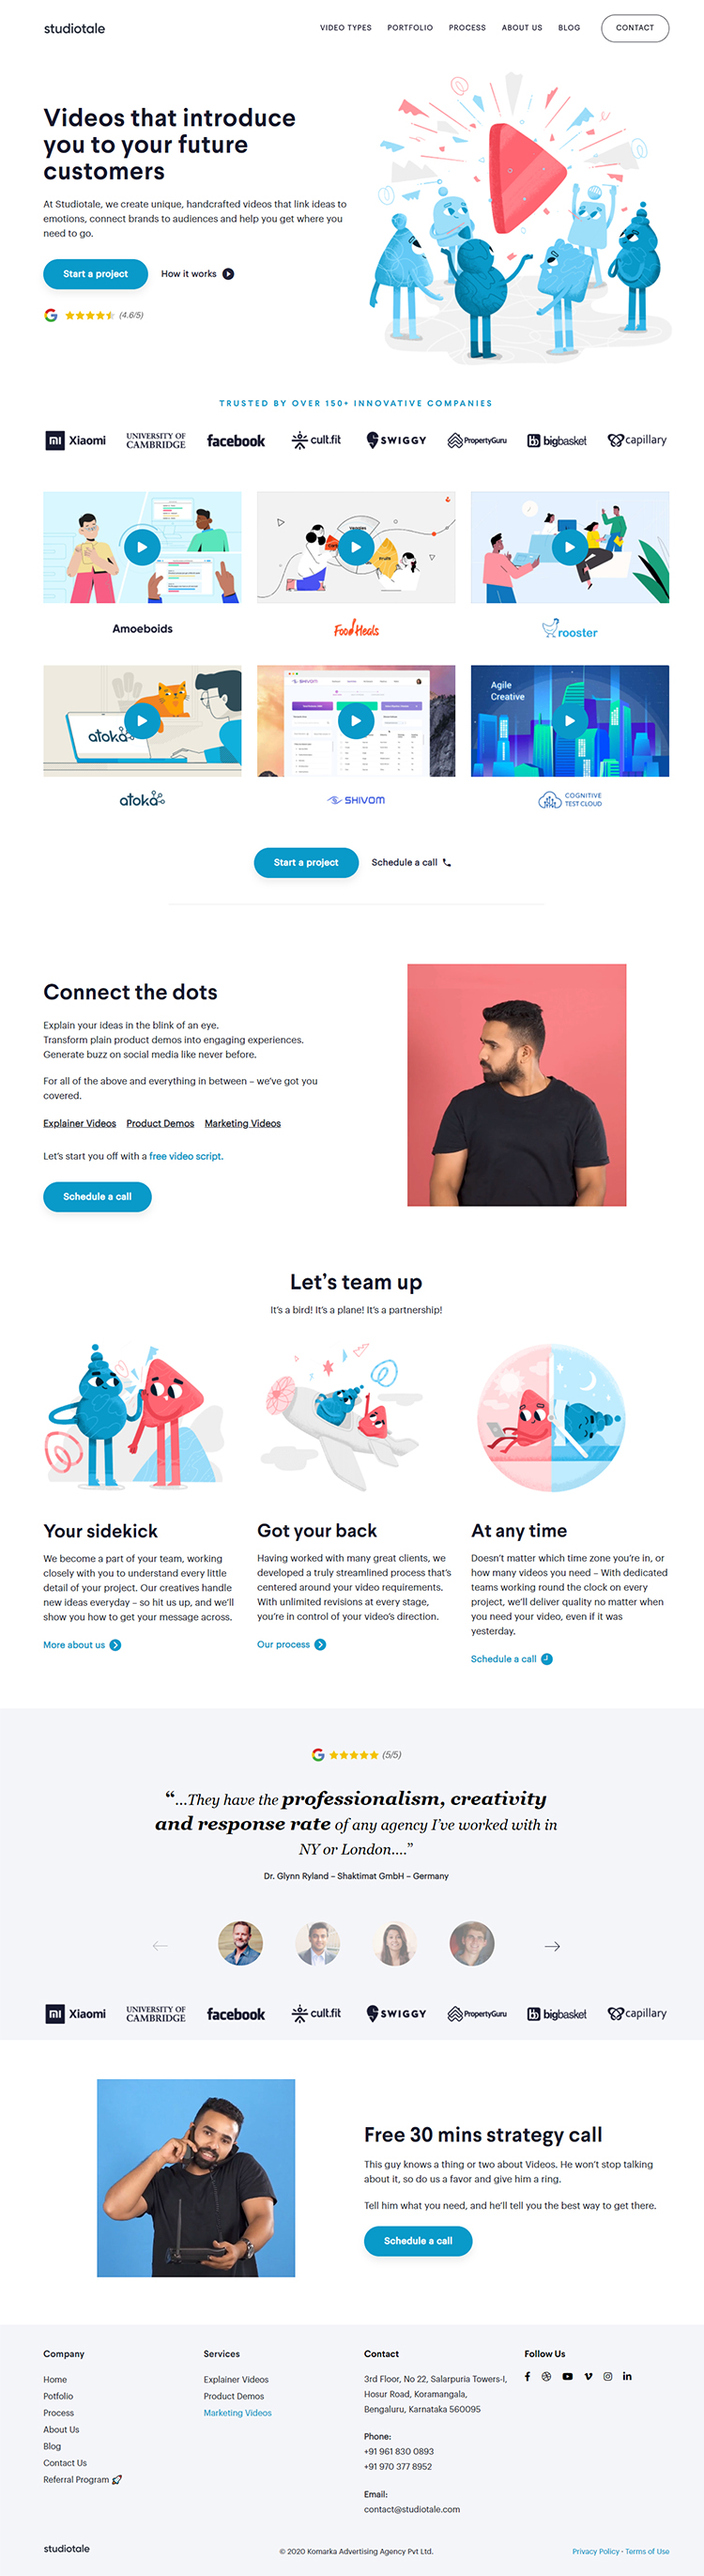 studiotale
VIDEO TYPES PORTFOLIO PROCESS ABOUT US BLOG CONTACT
Videos that introduce
you to your future
customers
At Studiotale, we create unique, handcrafted videos that link ideas to
emotions, connect brands to audiences and help you get where you
need to go.
Start a project How it works
(4.6/5)
TRUSTED BY OVER 150+ INNOVATIVE COMPANIES
mi Xiaomi UNIVERSITY OF CAMBRIDGE facebook cult.fit SWIGGY PropertyGuru bb bigbasket capillary
Amoeboids FoodHeals rooster
atoka
SHIVOM
Agile
Creative
atoka SHIVOM COGNITIVE
TEST CLOUD
Start a project Schedule a call
Connect the dots
Explain your ideas in the blink of an eye.
Transform plain product demos into engaging experiences.
Generate buzz on social media like never before.
For all of the above and everything in between – we've got you
covered.
Explainer Videos Product Demos Marketing Videos
Let's start you off with a free video script.
Schedule a call
Let's team up
It's a bird! It's a plane! It's a partnership!
Your sidekick
We become a part of your team, working
closely with you to understand every little
detail of your project. Our creatives handle
new ideas everyday – so hit us up, and we'll
show you how to get your message across.
More about us
Got your back
Having worked with many great clients, we
developed a truly streamlined process that's
centered around your video requirements.
With unlimited revisions at every stage,
you're in control of your video's direction.
Our process
At any time
Doesn't matter which time zone you're in, or
how many videos you need – With dedicated
teams working round the clock on every
project, we'll deliver quality no matter when
you need your video, even if it was
yesterday.
Schedule a call
(5/5)
“...They have the professionalism, creativity
and response rate of any agency I've worked with in
NY or London....”
Dr. Glynn Ryland – Shaktimat GmbH – Germany
mi Xiaomi UNIVERSITY OF CAMBRIDGE facebook cult.fit SWIGGY PropertyGuru bb bigbasket capillary
Free 30 mins strategy call
This guy knows a thing or two about Videos. He won't stop talking
about it, so do us a favor and give him a ring.
Tell him what you need, and he'll tell you the best way to get there.
Schedule a call
Company
Home
Potfolio
Process
About Us
Blog
Contact Us
Referral Program
Services
Explainer Videos
Product Demos
Marketing Videos
Contact
3rd Floor, No 22, Salarpuria Towers-I,
Hosur Road, Koramangala,
Bengaluru, Karnataka 560095
Phone:
+91 961 830 0893
+91 970 377 8952
Email:
contact@studiotale.com
Follow Us
studiotale
© 2020 Komarka Advertising Agency Pvt Ltd.
Privacy Policy - Terms of Use